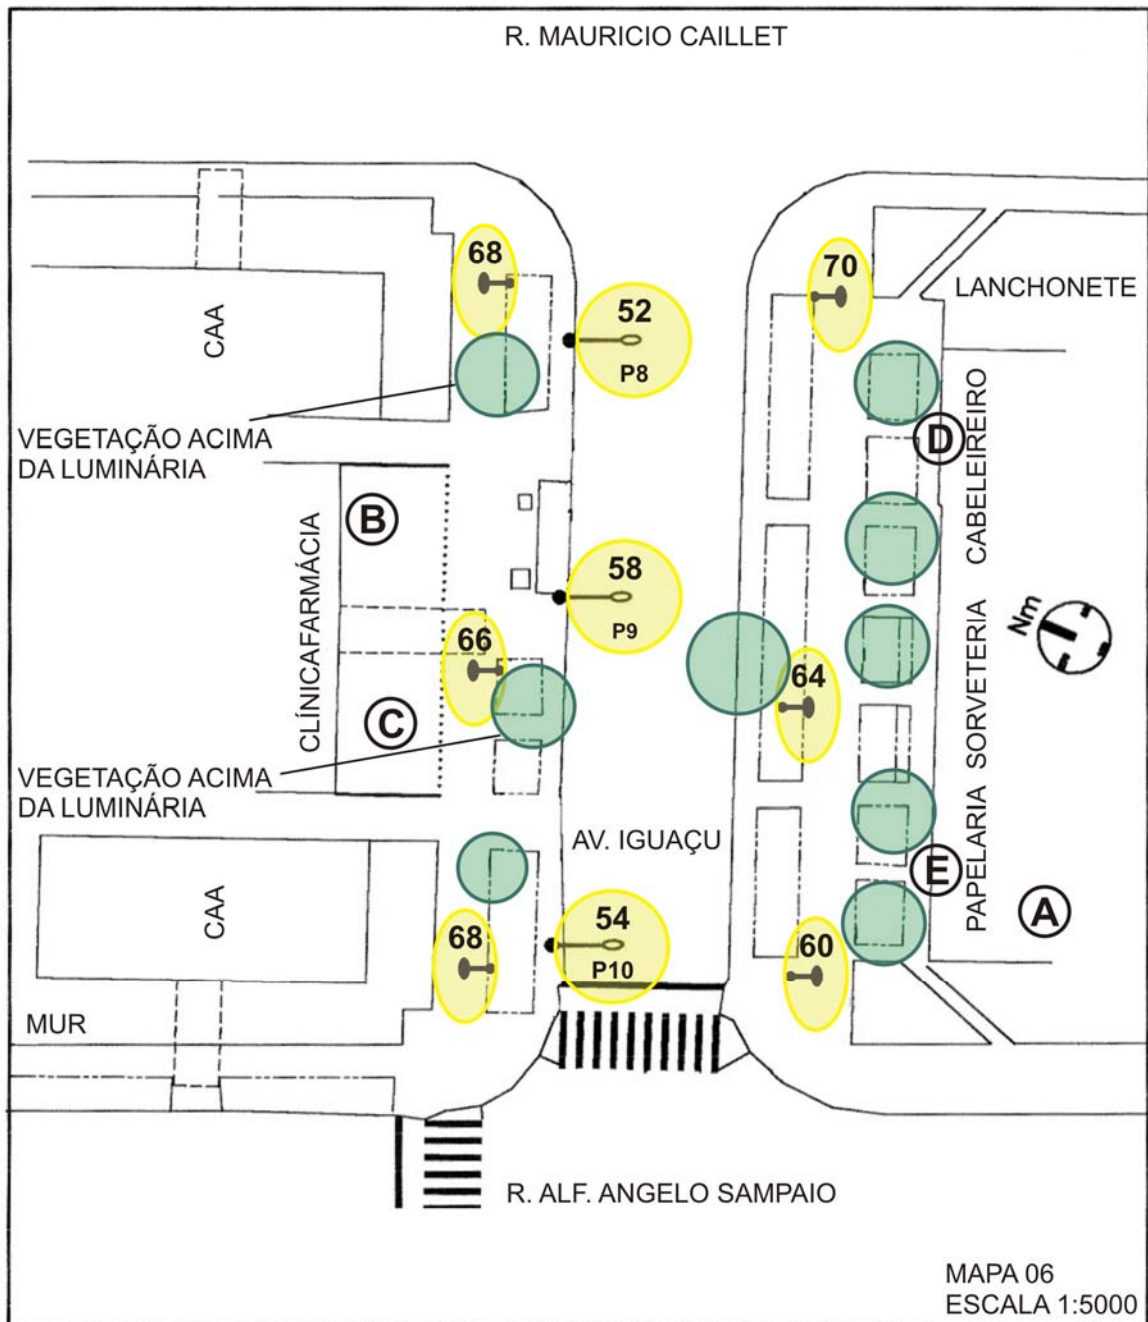 R. MAURICIO CAILLET
68
70
52
P8
CAA
LANCHONETE
VEGETAÇÃO ACIMA
DA LUMINÁRIA
D
CABELEIREIRO
B
CLÍNICAFARMÁCIA
58
P9
Nm
66
64
C
SORVETERIA
VEGETAÇÃO ACIMA
DA LUMINÁRIA
AV. IGUAÇU
PAPELARIA
E
A
CAA
68
54
P10
60
MUR
R. ALF. ANGELO SAMPAIO
MAPA 06
ESCALA 1:5000